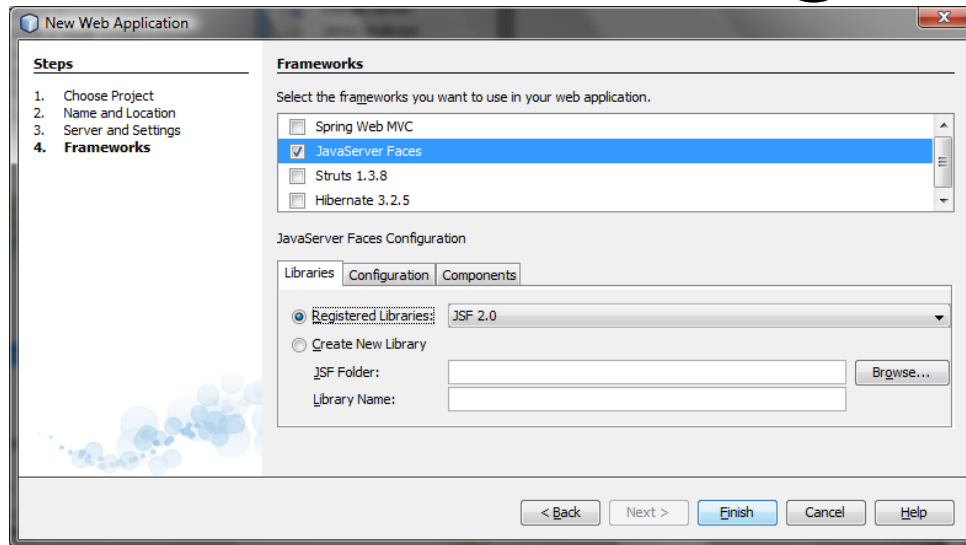 New Web Application
Steps
1. Choose Project
2. Name and Location
3. Server and Settings
4. Frameworks
Frameworks
Select the frameworks you want to use in your web application.
Spring Web MVC
JavaServer Faces
Struts 1.3.8
Hibernate 3.2.5
JavaServer Faces Configuration
Libraries Configuration Components
Registered Libraries: JSF 2.0
Create New Library
JSF Folder: Browse...
Library Name:
< Back Next > Finish Cancel Help